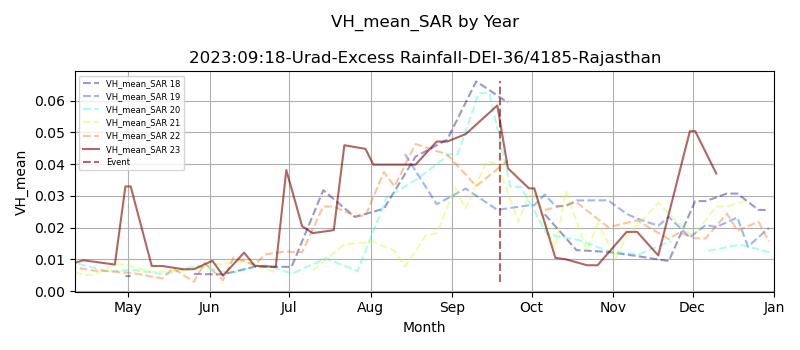 VH_mean_SAR by Year
2023:09:18-Urad-Excess Rainfall-DEI-36/4185-Rajasthan
VH_mean_SAR 18
VH_mean_SAR 19
VH_mean_SAR 20
VH_mean_SAR 21
VH_mean_SAR 22
VH_mean_SAR 23
Event
VH_mean
0.06
0.05
0.04
0.03
0.02
0.01
0.00
May Jun Jul Aug Sep Oct Nov Dec Jan
Month